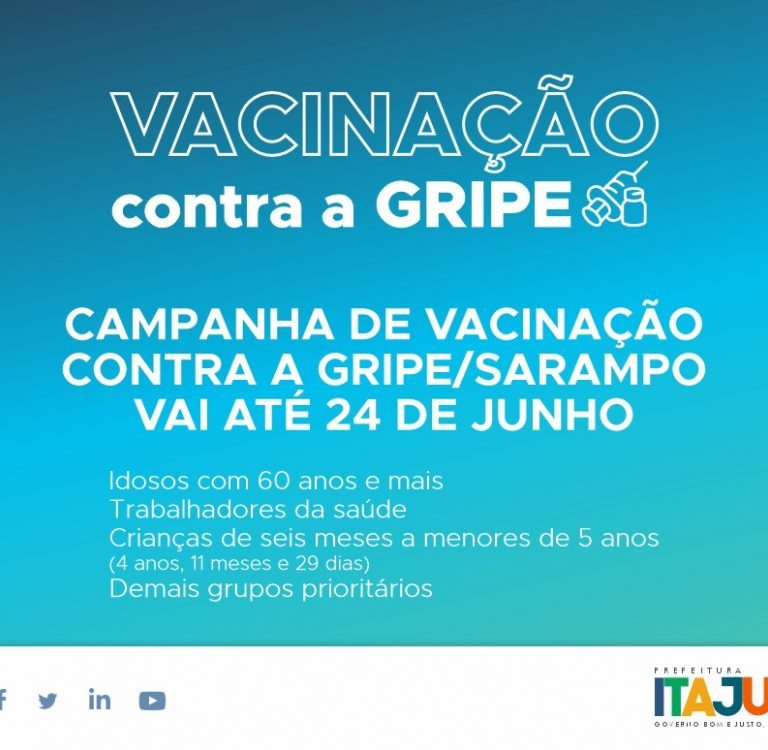 VACINAÇÃO
contra a GRIPE
CAMPANHA DE VACINAÇÃO
CONTRA A GRIPE/SARAMPO
VAI ATÉ 24 DE JUNHO
Idosos com 60 anos e mais
Trabalhadores da saúde
Crianças de seis meses a menores de 5 anos
(4 anos, 11 meses e 29 dias)
Demais grupos prioritários
PREFEITURA
ITAJU
GOVERNO BOM E JUSTO,